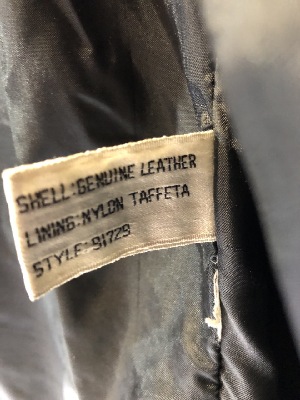 SHELL:GENUINE LEATHER
LINING:NYLON TAFFETA
STYLE:91729